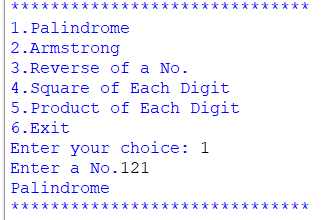 ******************************
1.Palindrome
2.Armstrong
3.Reverse of a No.
4.Square of Each Digit
5.Product of Each Digit
6.Exit
Enter your choice: 1
Enter a No.121
Palindrome
******************************